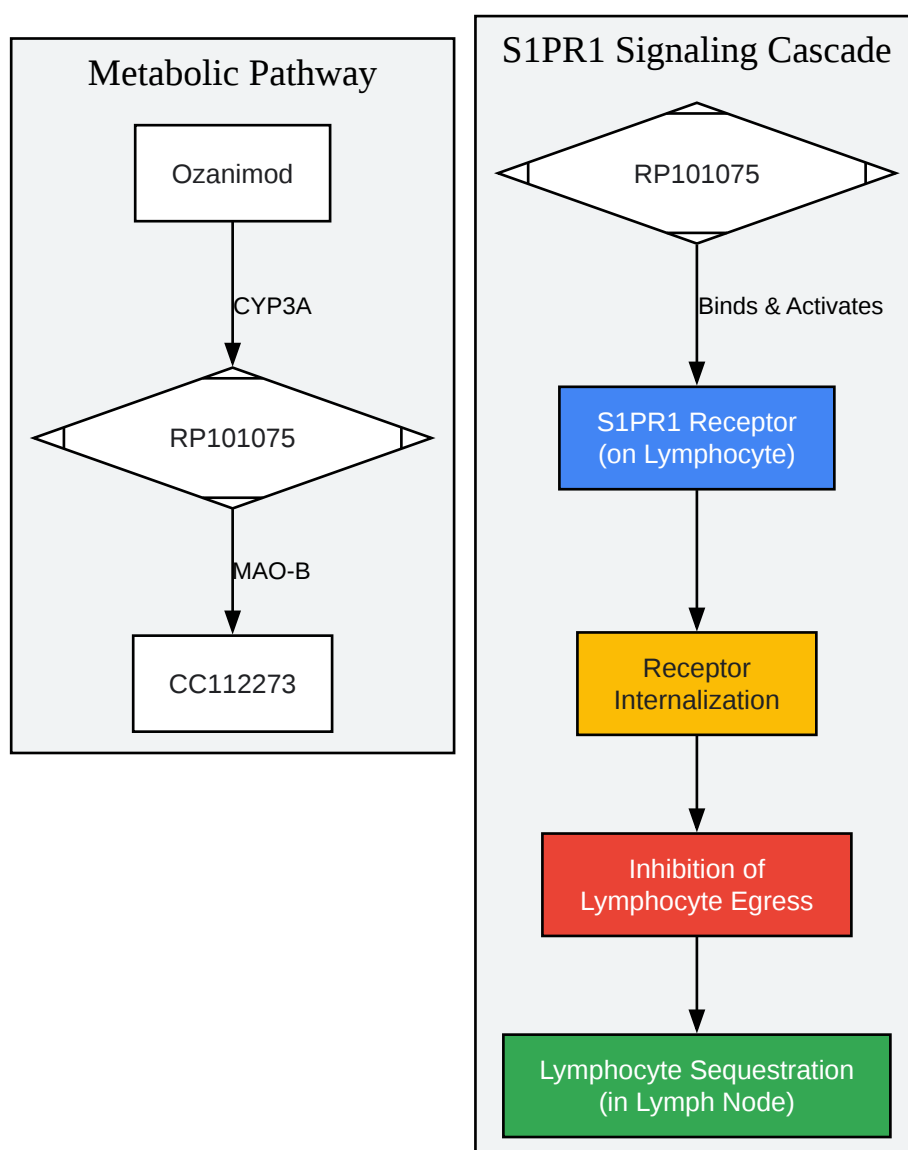 Metabolic Pathway
Ozanimod
CYP3A
RP101075
MAO-B
CC112273
S1PR1 Signaling Cascade
RP101075
Binds & Activates
S1PR1 Receptor
(on Lymphocyte)
Receptor
Internalization
Inhibition of
Lymphocyte Egress
Lymphocyte Sequestration
(in Lymph Node)